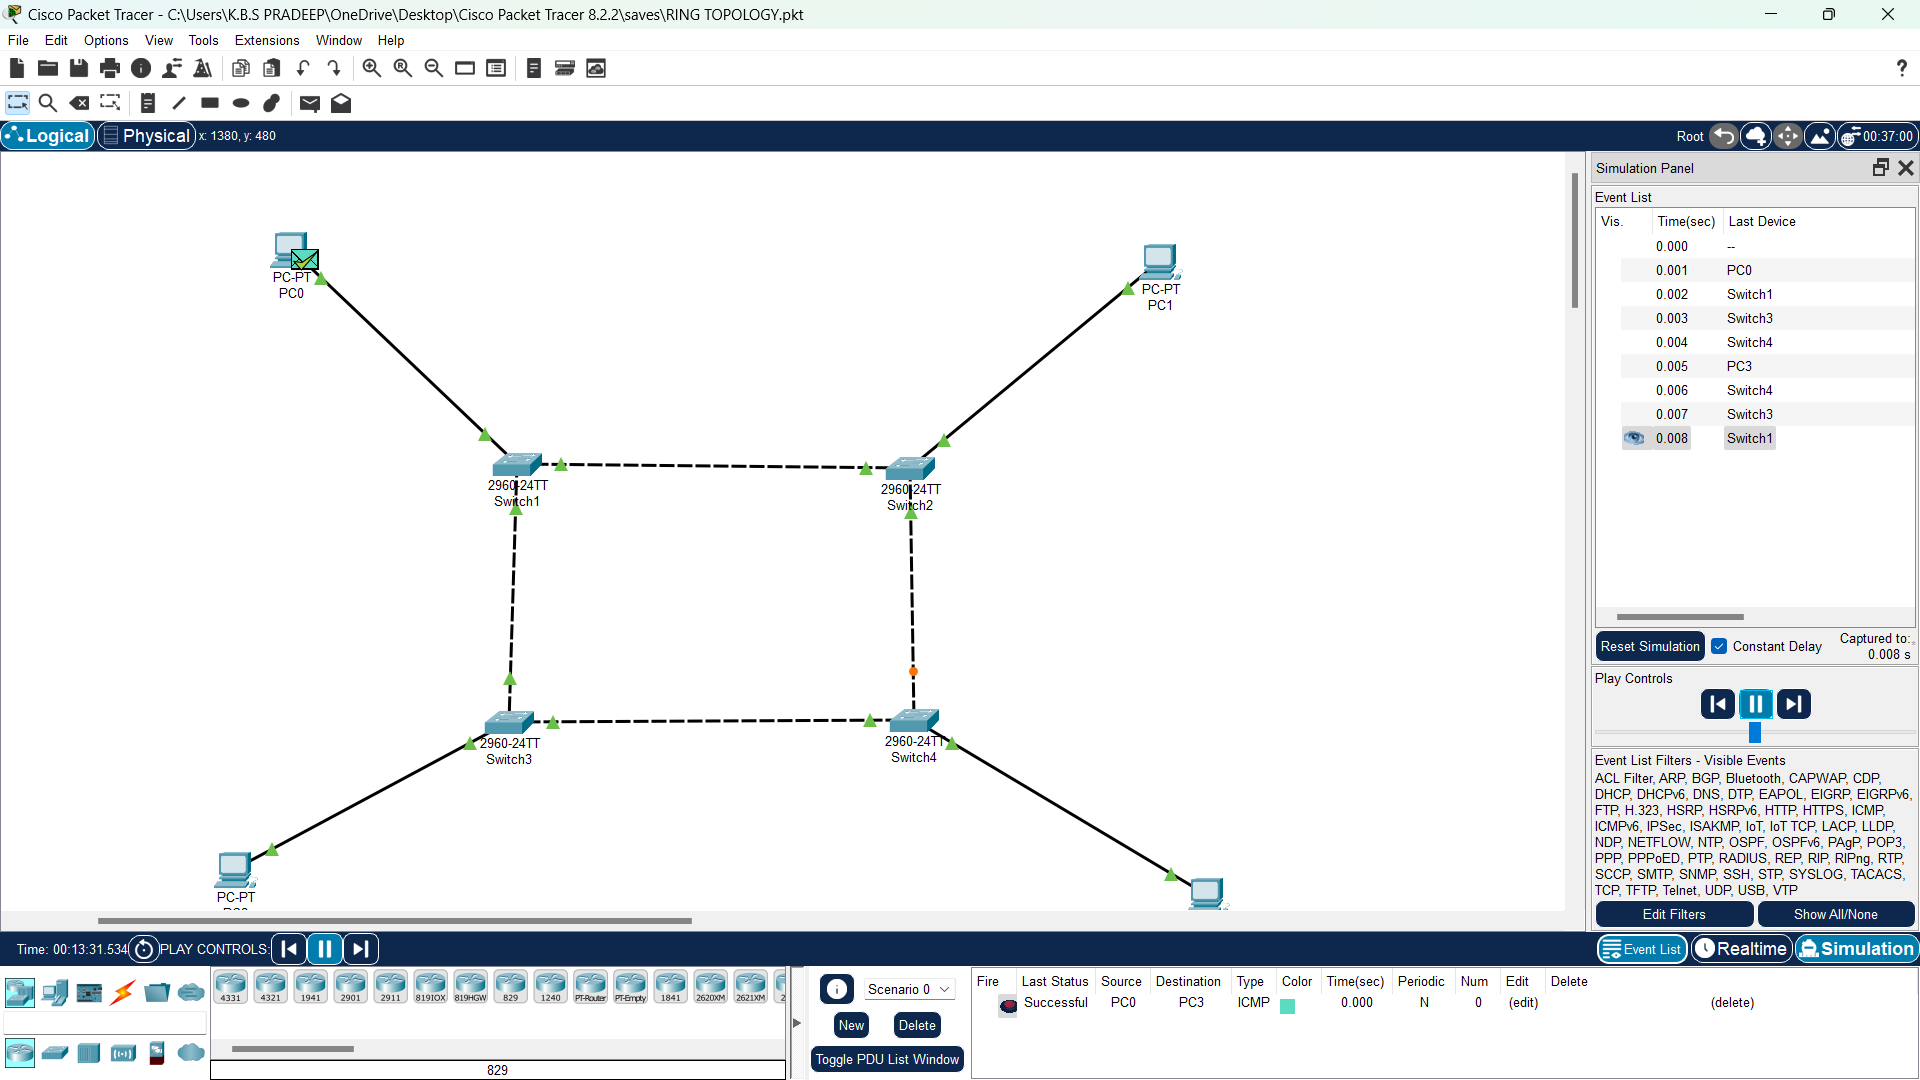 Cisco Packet Tracer - C:\Users\K.B.S PRADEEP\OneDrive\Desktop\Cisco Packet Tracer 8.2.2\saves\RING TOPOLOGY.pkt
File Edit Options View Tools Extensions Window Help
Logical Physical x: 1380, y: 480 Root 00:37:00
Simulation Panel
Event List
Vis. Time(sec) Last Device
0.000 --
0.001 PC0
0.002 Switch1
0.003 Switch3
0.004 Switch4
0.005 PC3
0.006 Switch4
0.007 Switch3
0.008 Switch1
Reset Simulation Constant Delay Captured to:
0.008 s
Play Controls
Event List Filters - Visible Events
ACL Filter, ARP, BGP, Bluetooth, CAPWAP, CDP,
DHCP, DHCPv6, DNS, DTP, EAPOL, EIGRP, EIGRPv6,
FTP, H.323, HSRP, HSRPv6, HTTP, HTTPS, ICMP,
ICMPv6, IPSec, ISAKMP, IoT, IoT TCP, LACP, LLDP,
NDP, NETFLOW, NTP, OSPF, OSPFv6, PAgP, POP3,
PPP, PPPoED, PTP, RADIUS, REP, RIP, RIPng, RTP,
SCCP, SMTP, SNMP, SSH, STP, SYSLOG, TACACS,
TCP, TFTP, Telnet, UDP, USB, VTP
Edit Filters Show All/None
PC-PT
PC0
PC-PT
PC1
2960-24TT
Switch1
2960-24TT
Switch2
2960-24TT
Switch3
2960-24TT
Switch4
PC-PT
Time: 00:13:31.534 PLAY CONTROLS:
Event List Realtime Simulation
4331 4321 1941 2901 2911 819IOX 819HGW 829 1240 PT-Router PT-Empty 1841 2620XM 2621XM
829
Scenario 0
New Delete
Toggle PDU List Window
Fire Last Status Source Destination Type Color Time(sec) Periodic Num Edit Delete
Successful PC0 PC3 ICMP 0.000 N 0 (edit) (delete)